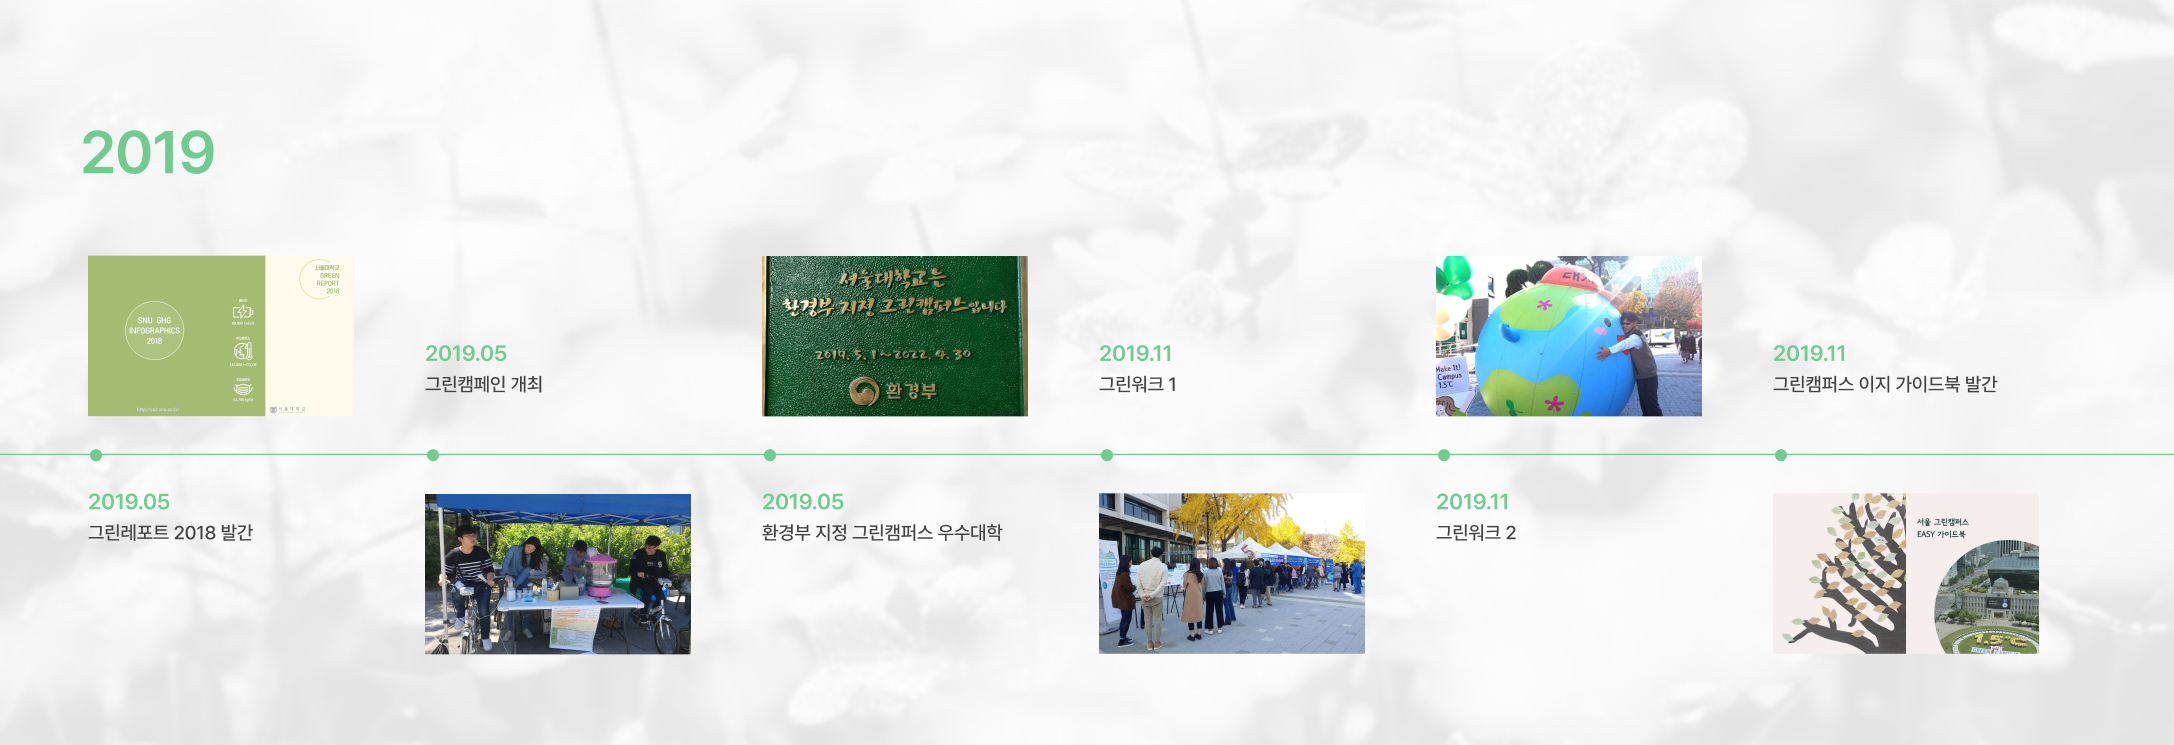 2019
SNU GHG
INFOGRAPHICS
2018
서울대학교
GREEN
REPORT
2018
서울대학교
2019.05
그린레포트 2018 발간
2019.05
그린캠페인 개최
서울대학교는
환경부 지정 그린캠퍼스입니다
2019. 5. 1~2022. 4. 30
환경부
2019.05
환경부 지정 그린캠퍼스 우수대학
2019.11
그린워크 1
Make It!
Campus
1.5℃
2019.11
그린워크 2
2019.11
그린캠퍼스 이지 가이드북 발간
서울 그린캠퍼스
EASY 가이드북